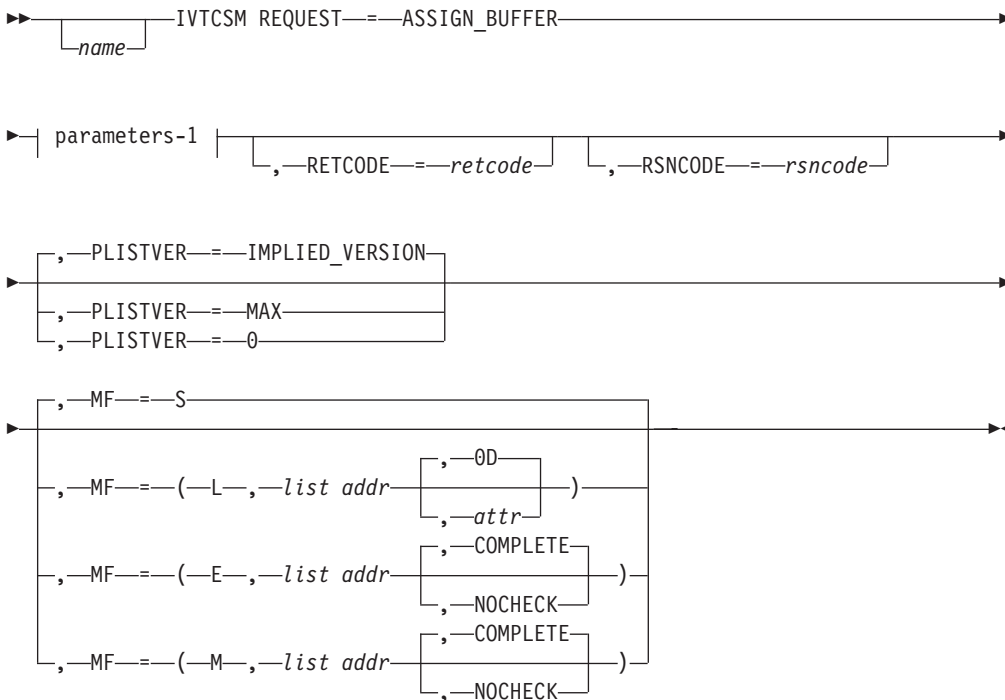 IVTCSM REQUEST = ASSIGN_BUFFER
name
parameters-1
, RETCODE = retcode
, RSNCODE = rsncode
, PLISTVER = IMPLIED_VERSION
, PLISTVER = MAX
, PLISTVER = 0
, MF = S
, 0D
, MF = ( L , list addr )
, attr
, COMPLETE
, MF = ( E , list addr )
, NOCHECK
, COMPLETE
, MF = ( M , list addr )
, NOCHECK